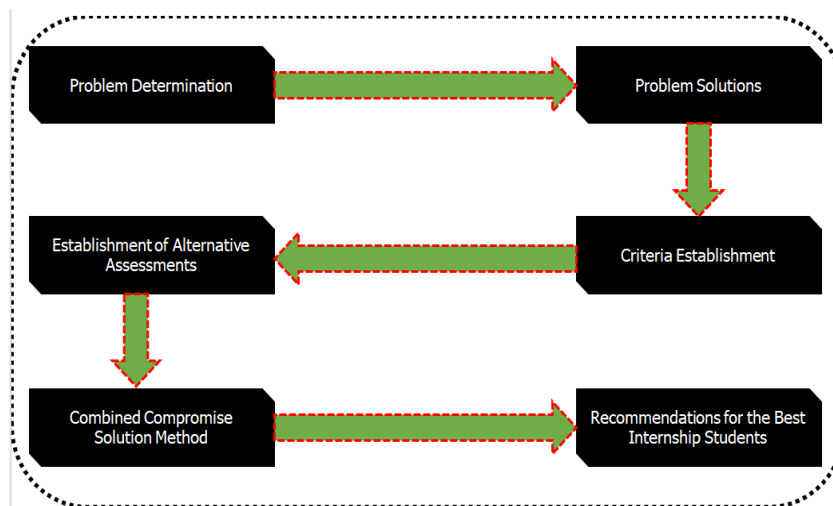 Problem Determination
Problem Solutions
Establishment of Alternative
Assessments
Criteria Establishment
Combined Compromise
Solution Method
Recommendations for the Best
Internship Students